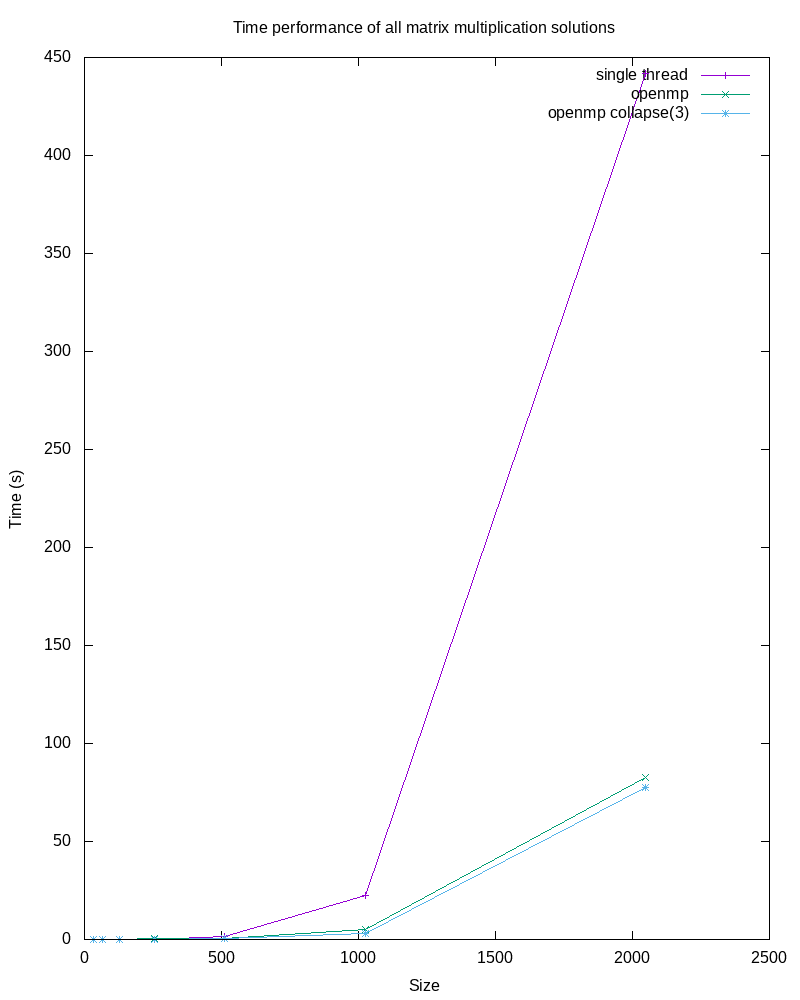 Time performance of all matrix multiplication solutions
450
400
350
300
250
200
150
100
50
0
single thread
openmp
openmp collapse(3)
Time (s)
0 500 1000 1500 2000 2500
Size